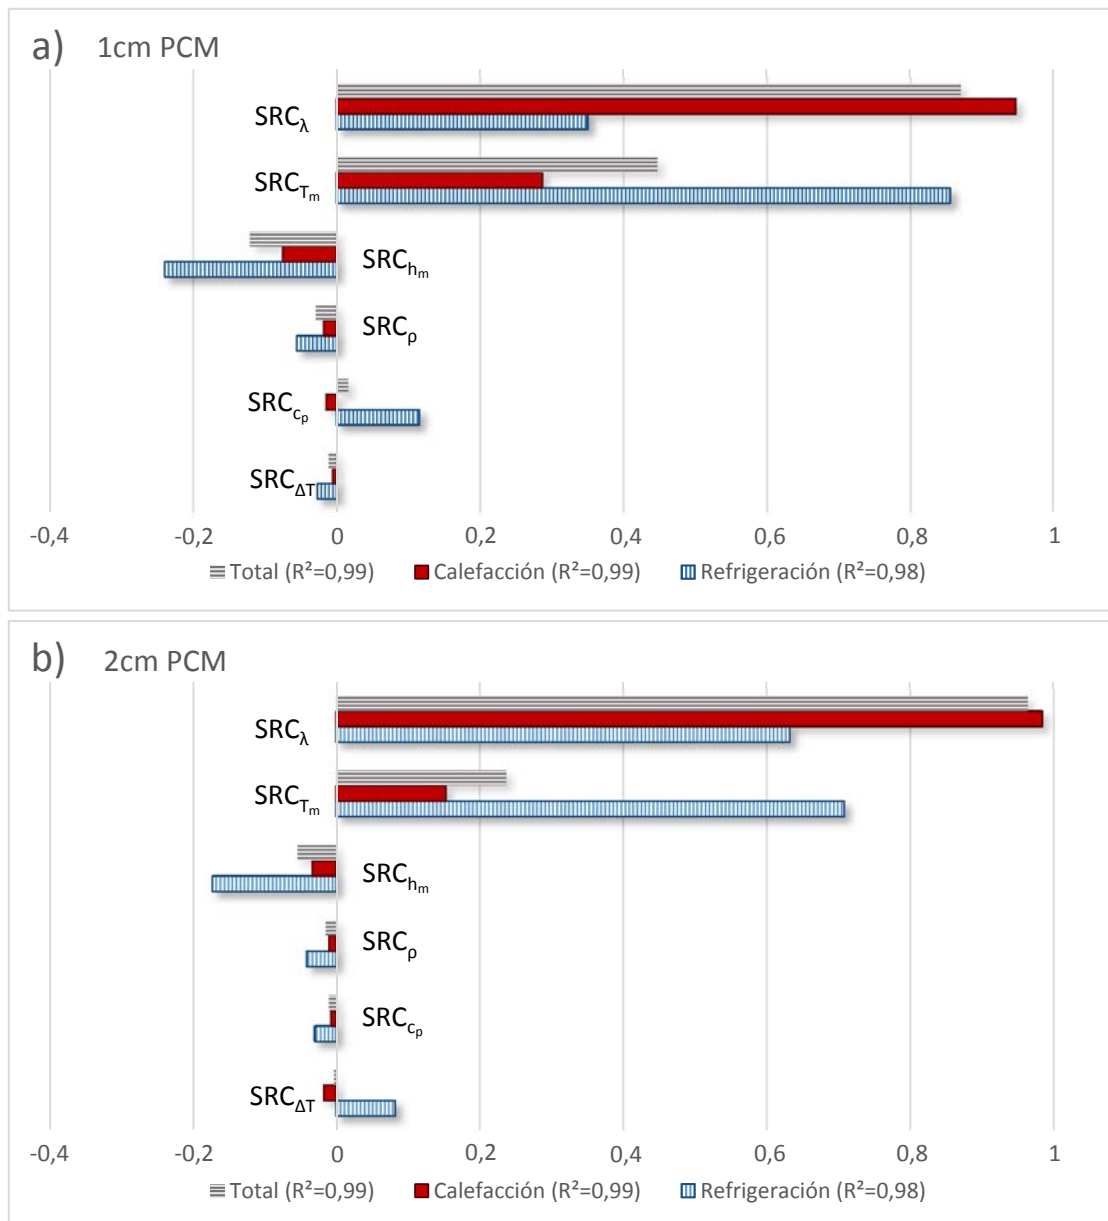 a) 1cm PCM
SRCλ
SRCTm
SRChm
SRCρ
SRCcp
SRCΔT
-0,4 -0,2 0 0,2 0,4 0,6 0,8 1
Total (R²=0,99) Calefacción (R²=0,99) Refrigeración (R²=0,98)
b) 2cm PCM
SRCλ
SRCTm
SRChm
SRCρ
SRCcp
SRCΔT
-0,4 -0,2 0 0,2 0,4 0,6 0,8 1
Total (R²=0,99) Calefacción (R²=0,99) Refrigeración (R²=0,98)